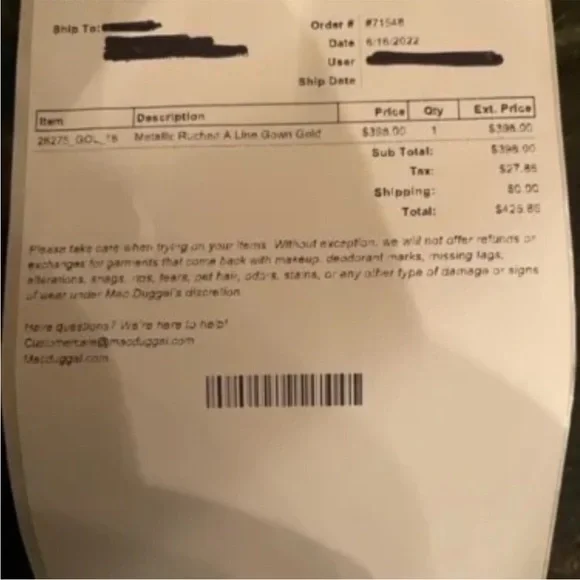 Ship To:
Order # #71548
Date 6/16/2022
User
Ship Date
Item Description Price Qty Ext. Price
Metallic Ruched A Line Gown Gold $398.00 1 $398.00
Sub Total: $398.00
Tax: $27.86
Shipping: $0.00
Total: $425.86
Please take care when trying on your items. Without exception, we will not offer refunds or
exchanges for garments that come back with makeup, deodorant marks, missing tags,
alterations, snags, rips, tears, pet hair, odors, stains, or any other type of damage or signs
of wear under Mac Duggal's discretion.
Have questions? We're here to help!
Customercare@macduggal.com
Macduggal.com